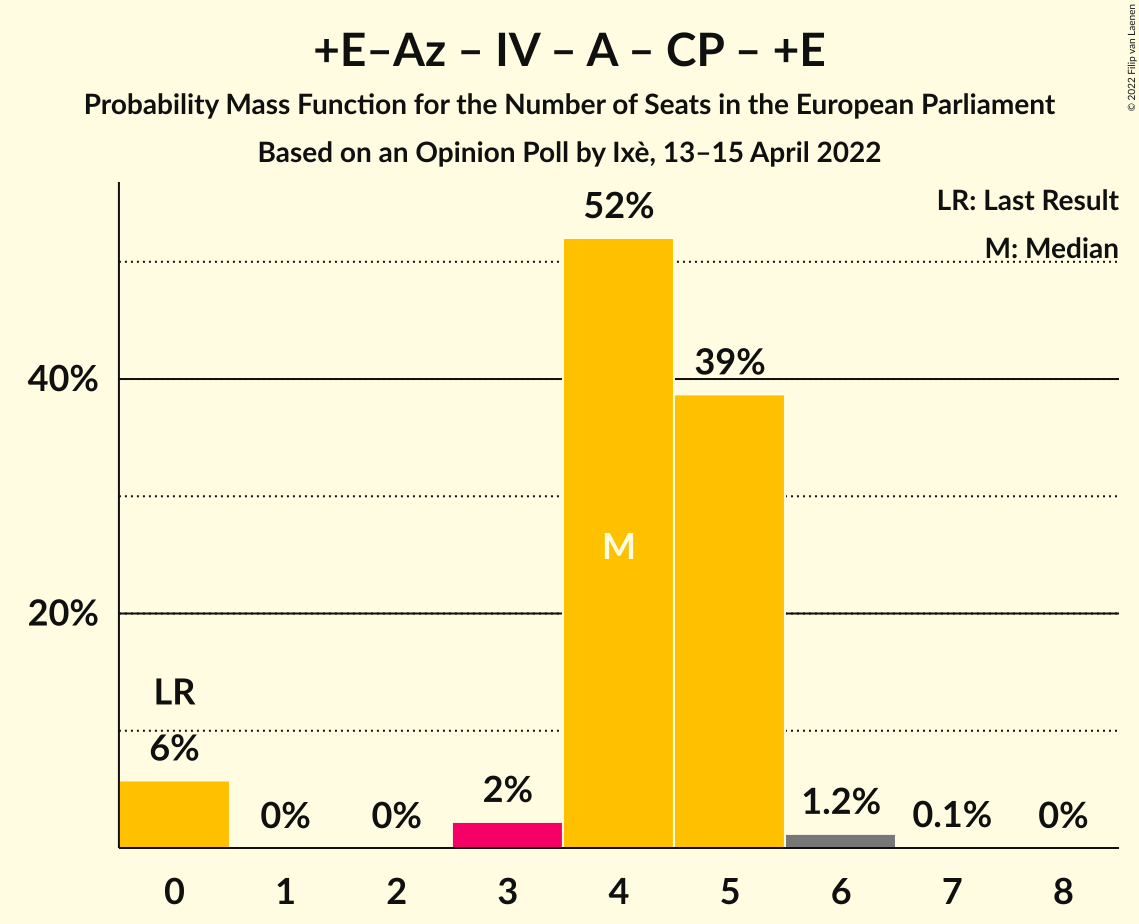 +E–Az – IV – A – CP – +E
Probability Mass Function for the Number of Seats in the European Parliament
Based on an Opinion Poll by Ixè, 13–15 April 2022
© 2022 Filip van Laenen
LR: Last Result
M: Median
52%
39%
40%
M
20%
LR
6%
0%
0%
2%
1.2%
0.1%
0%
0 1 2 3 4 5 6 7 8